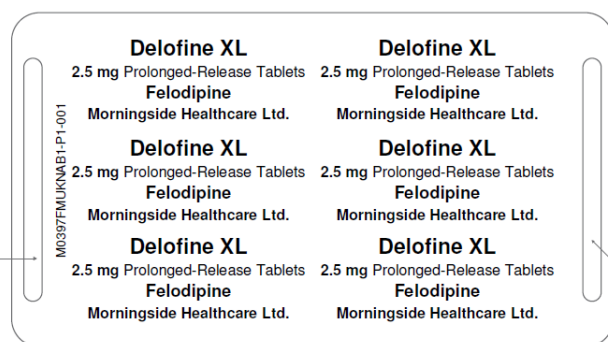 Delofine XL
2.5 mg Prolonged-Release Tablets
Felodipine
Morningside Healthcare Ltd.
Delofine XL
2.5 mg Prolonged-Release Tablets
Felodipine
Morningside Healthcare Ltd.
Delofine XL
2.5 mg Prolonged-Release Tablets
Felodipine
Morningside Healthcare Ltd.
Delofine XL
2.5 mg Prolonged-Release Tablets
Felodipine
Morningside Healthcare Ltd.
Delofine XL
2.5 mg Prolonged-Release Tablets
Felodipine
Morningside Healthcare Ltd.
Delofine XL
2.5 mg Prolonged-Release Tablets
Felodipine
Morningside Healthcare Ltd.
M0397FMUKNAB1-P1-001